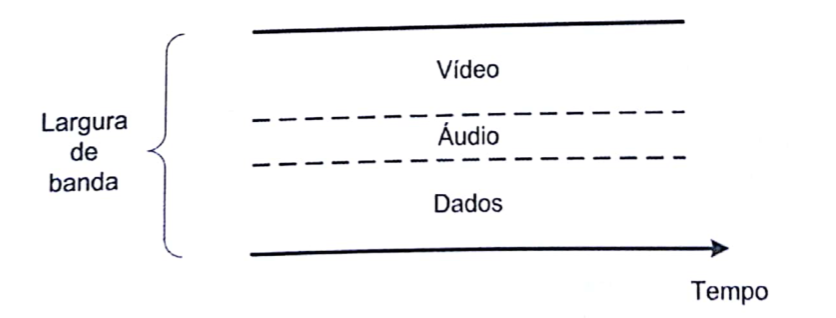 Vídeo
Largura
de
banda
Áudio
Dados
Tempo